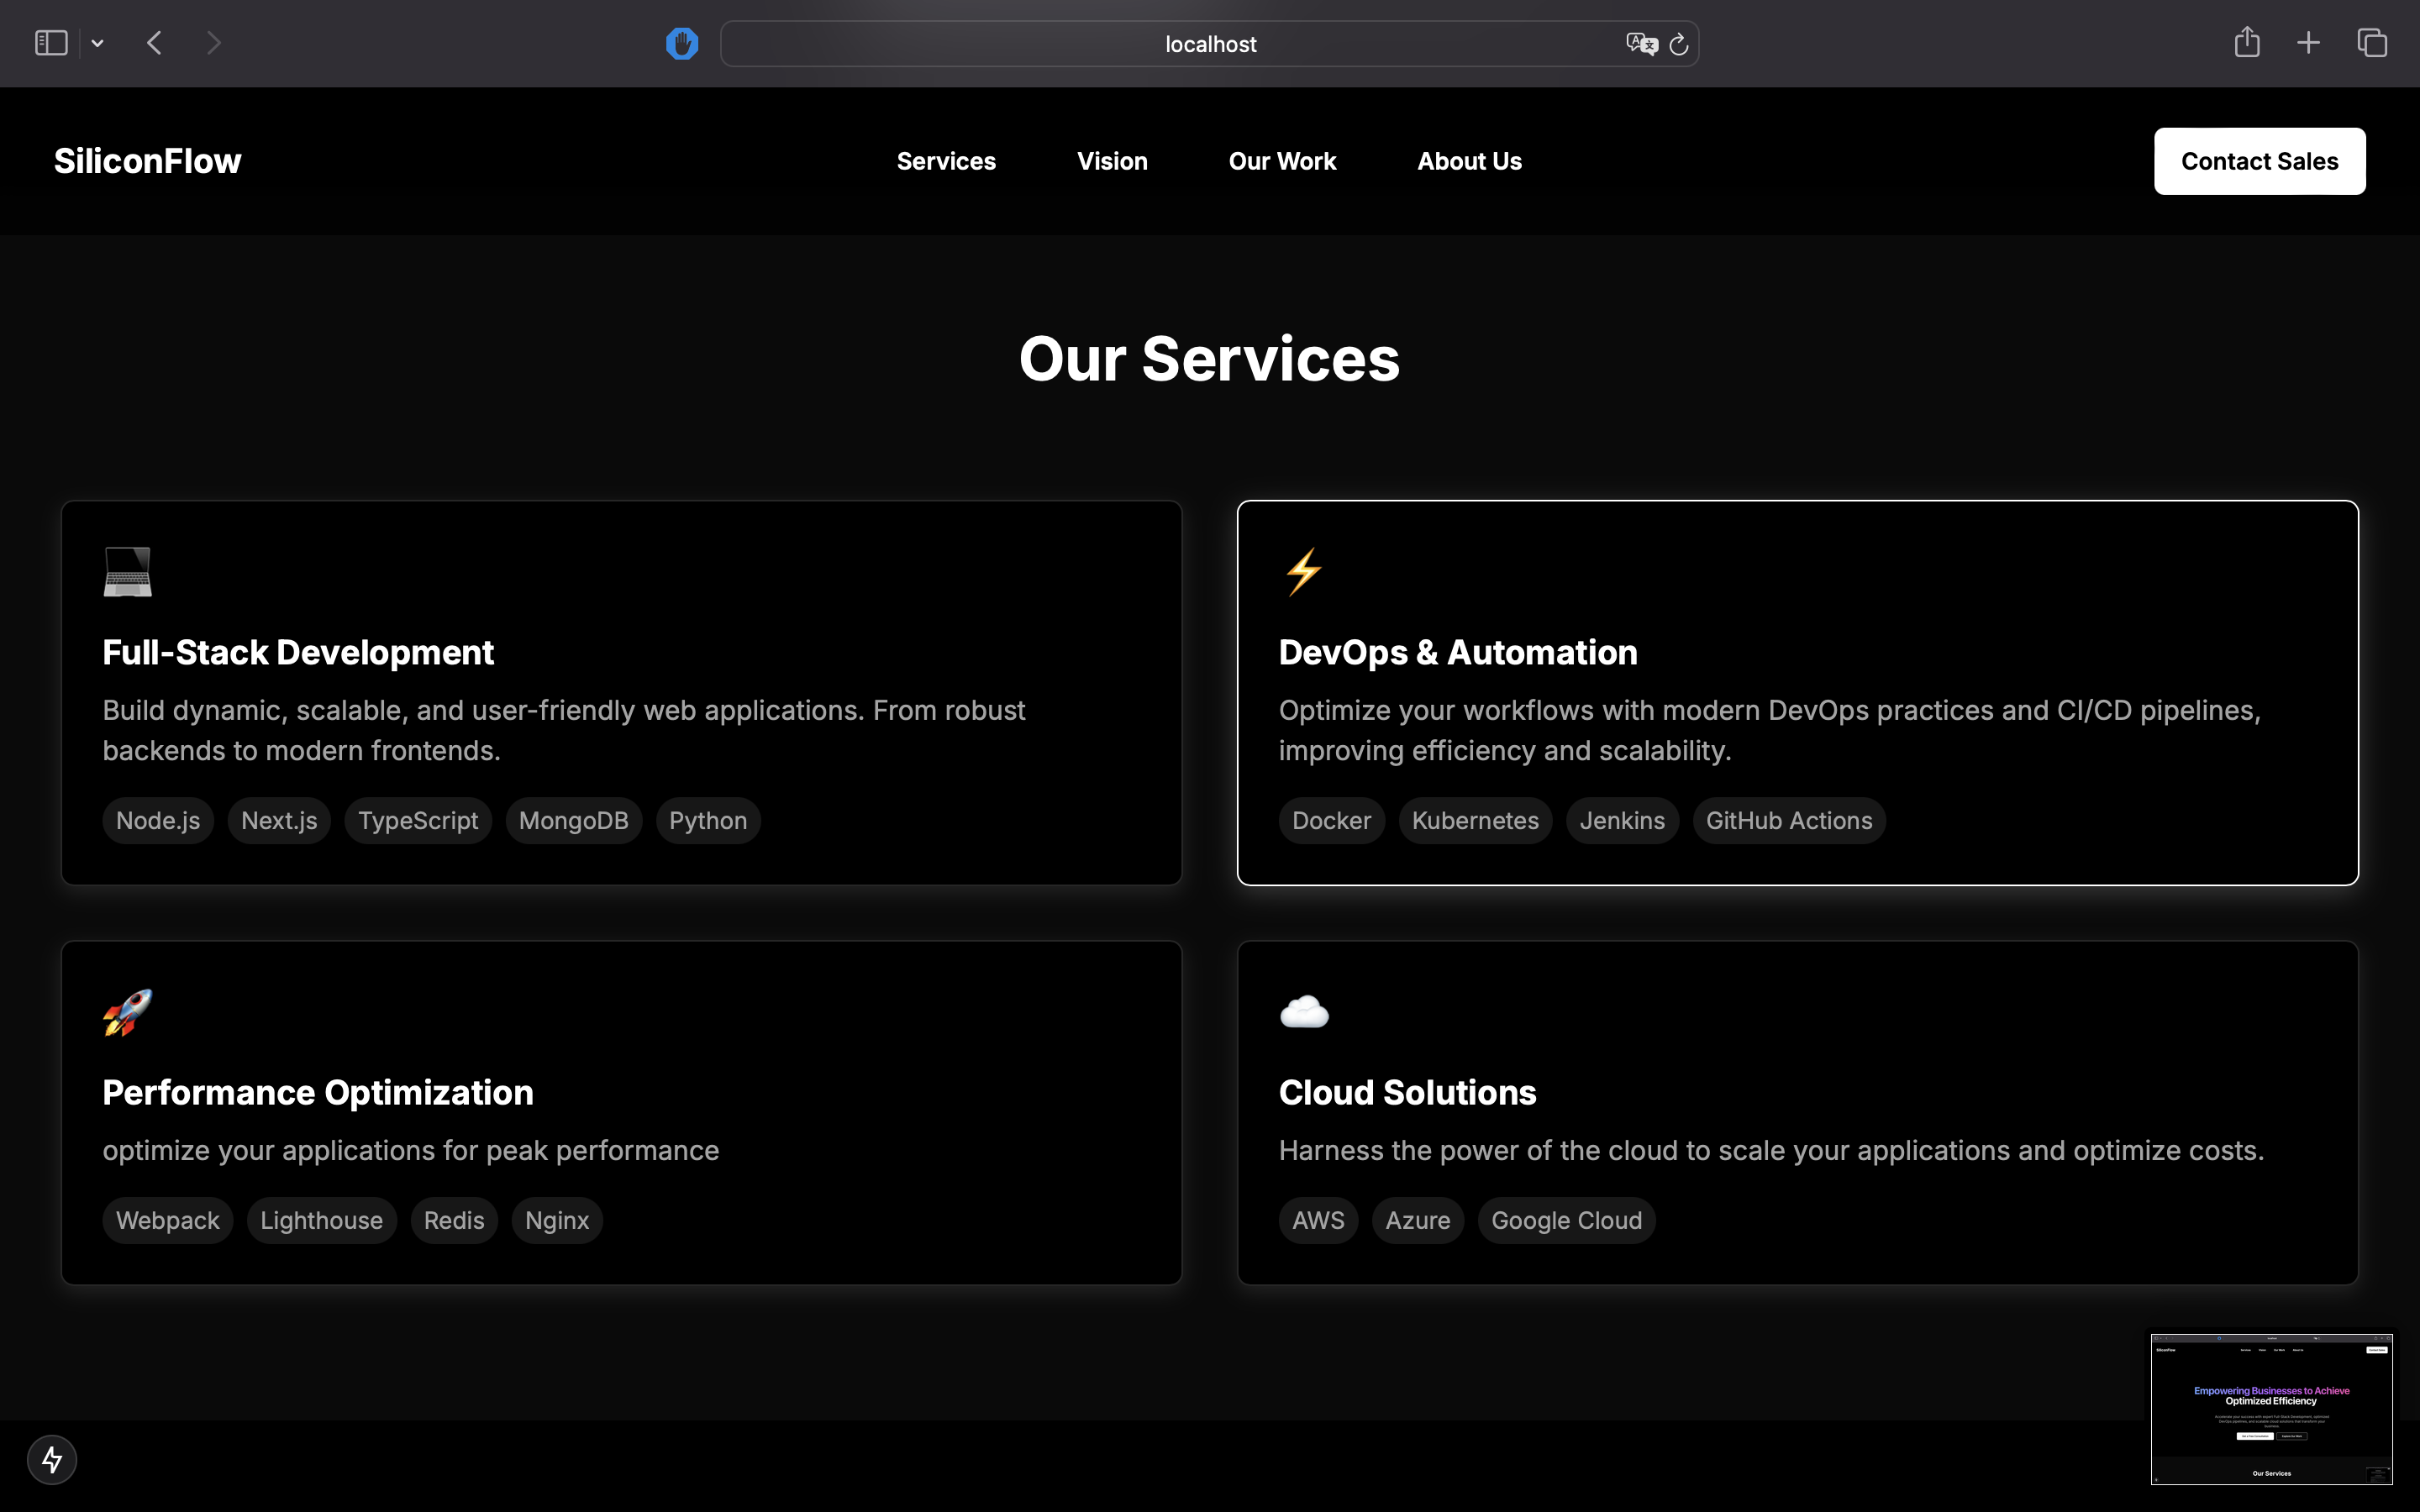 localhost
SiliconFlow
Services
Vision
Our Work
About Us
Contact Sales
Our Services
Full-Stack Development
Build dynamic, scalable, and user-friendly web applications. From robust
backends to modern frontends.
Node.js
Next.js
TypeScript
MongoDB
Python
DevOps & Automation
Optimize your workflows with modern DevOps practices and CI/CD pipelines,
improving efficiency and scalability.
Docker
Kubernetes
Jenkins
GitHub Actions
Performance Optimization
optimize your applications for peak performance
Webpack
Lighthouse
Redis
Nginx
Cloud Solutions
Harness the power of the cloud to scale your applications and optimize costs.
AWS
Azure
Google Cloud
Empowering Businesses to Achieve
Optimized Efficiency
Our Services